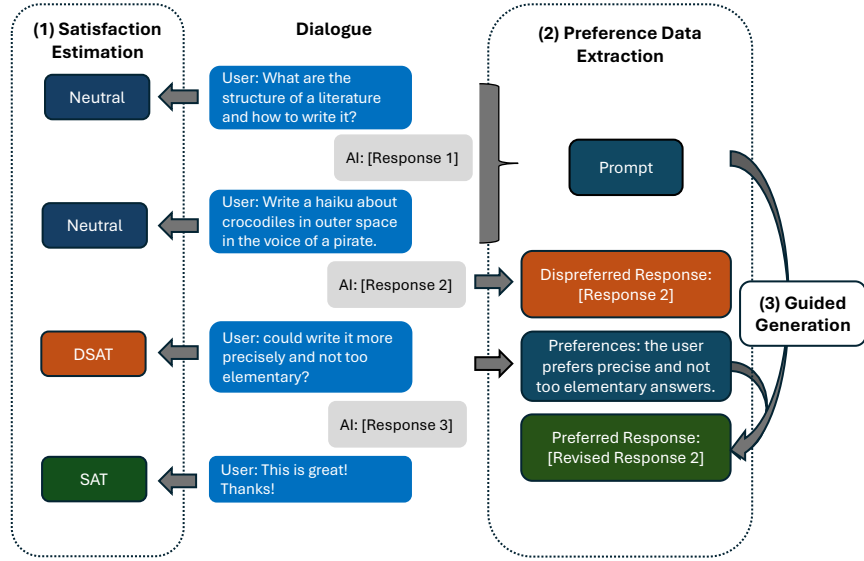 (1) Satisfaction
Estimation
Dialogue
(2) Preference Data
Extraction
Neutral
User: What are the
structure of a literature
and how to write it?
AI: [Response 1]
Prompt
Neutral
User: Write a haiku about
crocodiles in outer space
in the voice of a pirate.
AI: [Response 2]
Dispreferred Response:
[Response 2]
(3) Guided
Generation
DSAT
User: could write it more
precisely and not too
elementary?
Preferences: the user
prefers precise and not
too elementary answers.
AI: [Response 3]
Preferred Response:
[Revised Response 2]
SAT
User: This is great!
Thanks!